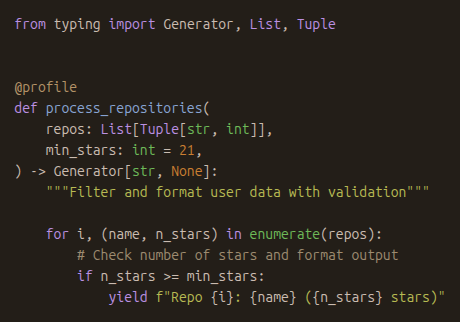 from typing import Generator, List, Tuple


@profile
def process_repositories(
    repos: List[Tuple[str, int]],
    min_stars: int = 21,
) -> Generator[str, None]:
    """Filter and format user data with validation"""

    for i, (name, n_stars) in enumerate(repos):
        # Check number of stars and format output
        if n_stars >= min_stars:
            yield f"Repo {i}: {name} ({n_stars} stars)"